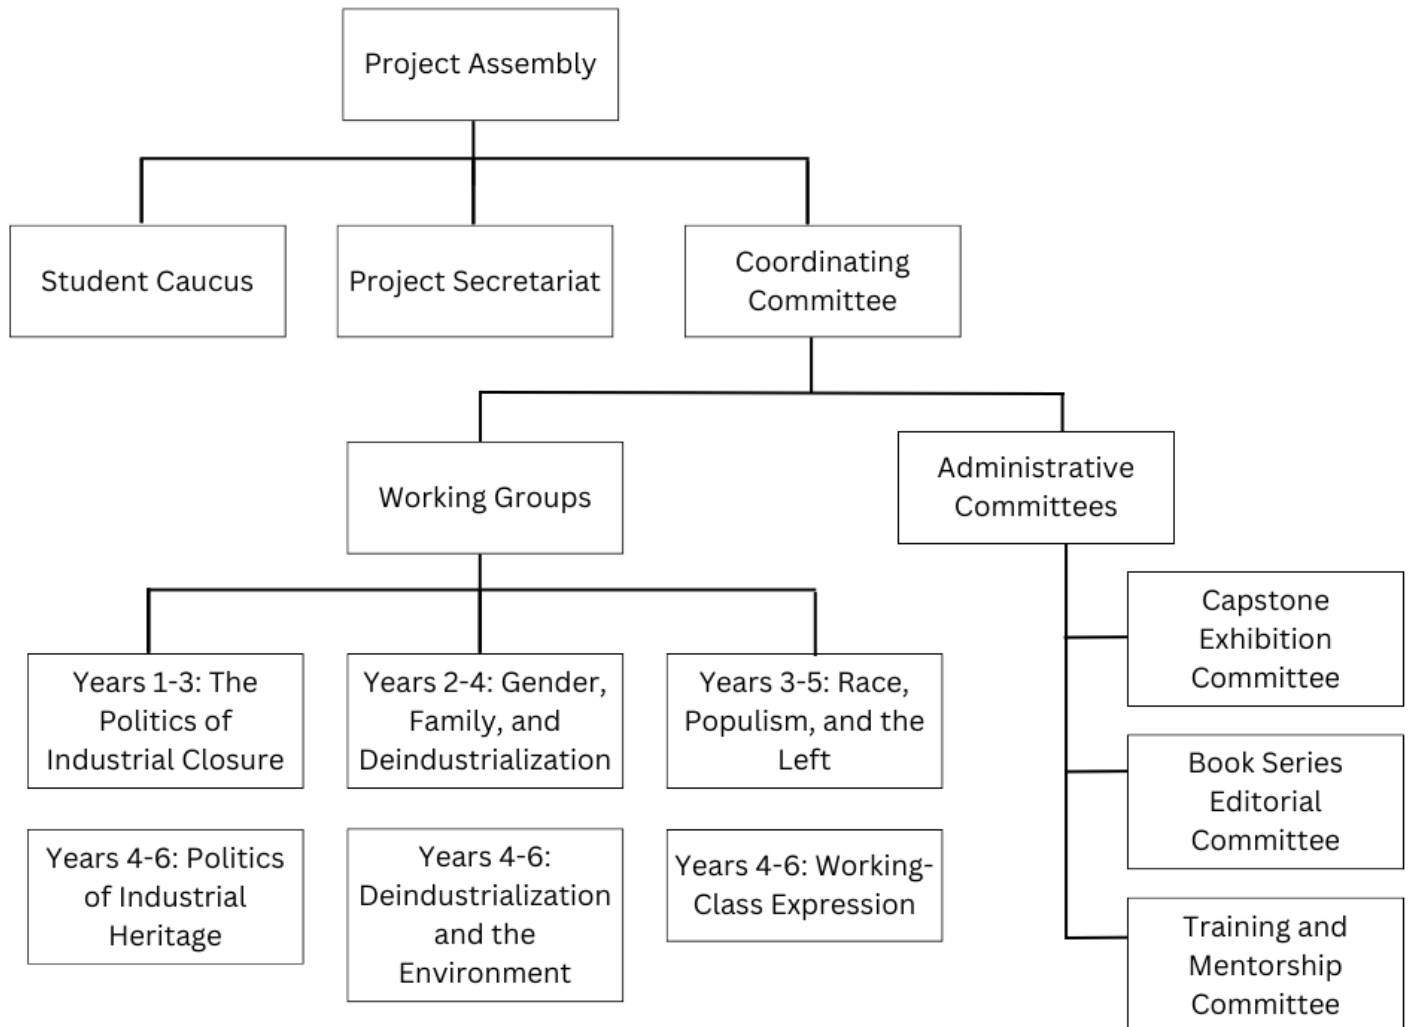 Project Assembly
Student Caucus
Project Secretariat
Coordinating
Committee
Working Groups
Administrative
Committees
Years 1-3: The
Politics of
Industrial Closure
Years 2-4: Gender,
Family, and
Deindustrialization
Years 3-5: Race,
Populism, and the
Left
Years 4-6: Politics
of Industrial
Heritage
Years 4-6:
Deindustrialization
and the
Environment
Years 4-6: Working-
Class Expression
Capstone
Exhibition
Committee
Book Series
Editorial
Committee
Training and
Mentorship
Committee